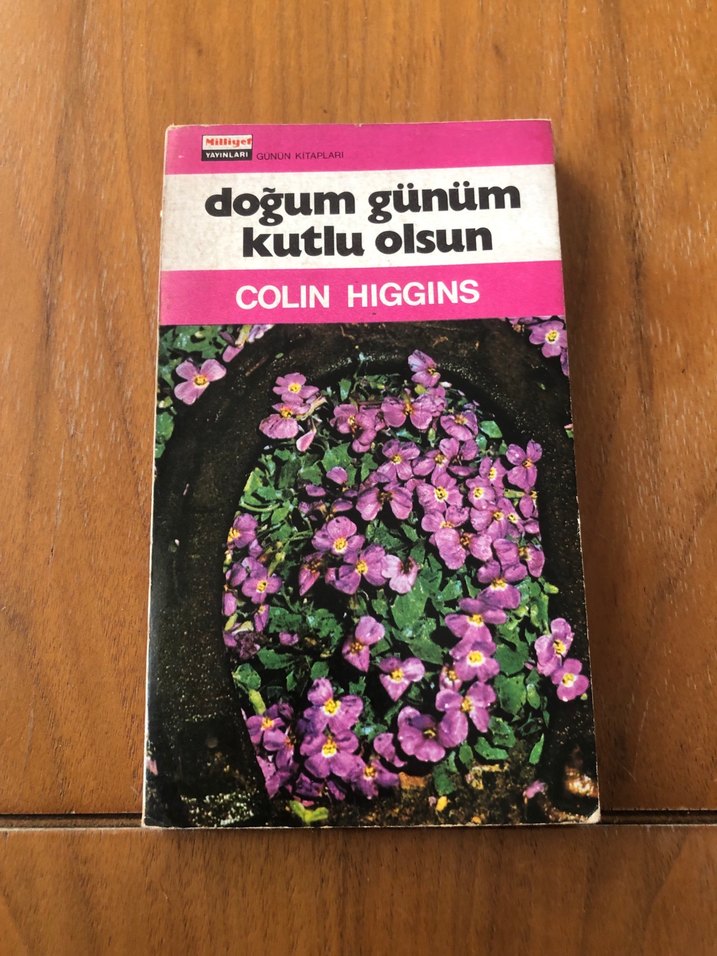 Milliyet
YAYINLARI
GÜNÜN KİTAPLARI
doğum günüm
kutlu olsun
COLIN HIGGINS